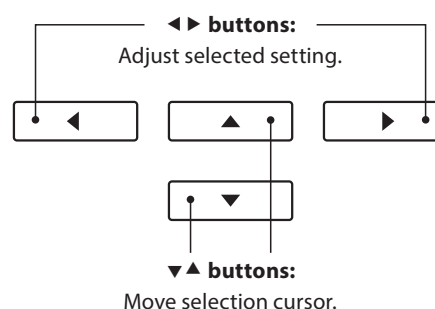 ◀ ▶ buttons:
Adjust selected setting.
▼▲ buttons:
Move selection cursor.